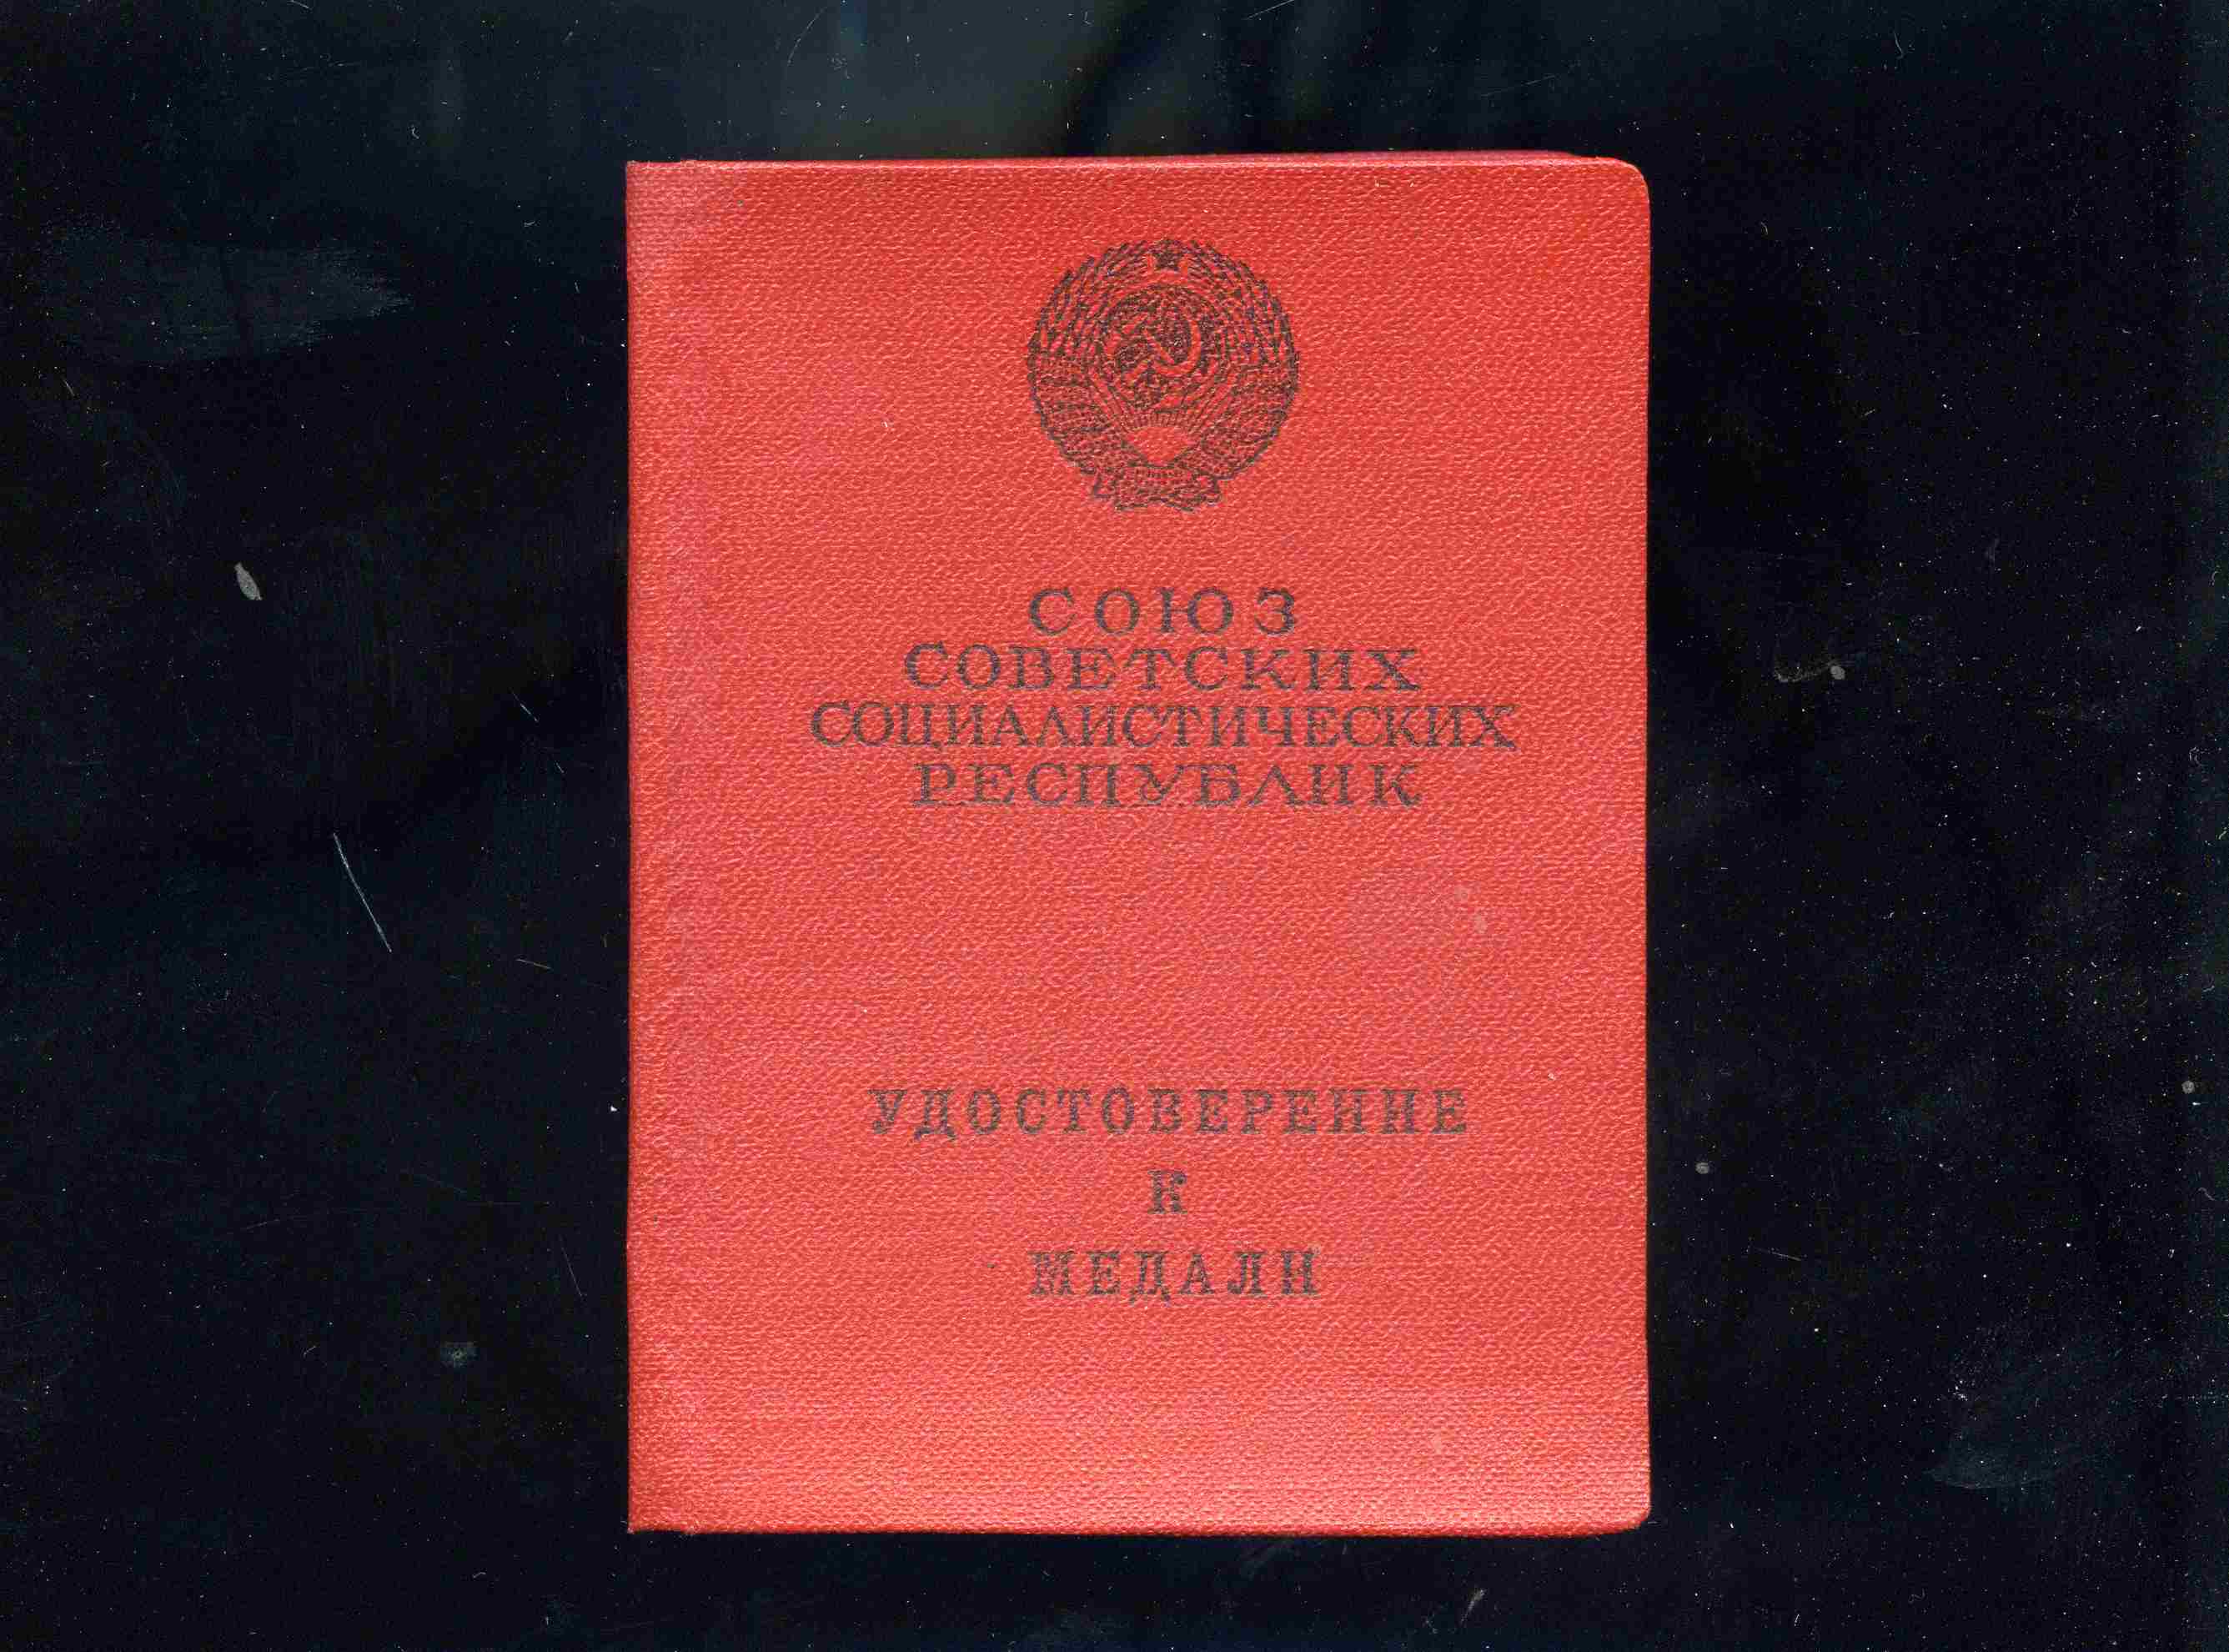 СОЮЗ
СОВЕТСКИХ
СОЦИАЛИСТИЧЕСКИХ
РЕСПУБЛИК
УДОСТОВЕРЕНИЕ
К
МЕДАЛИ